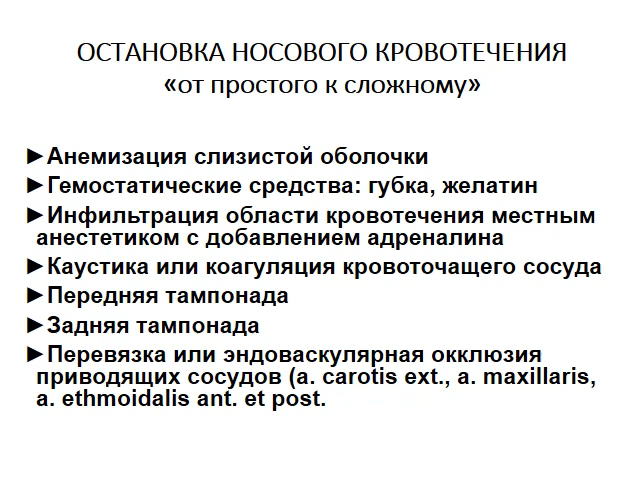 ОСТАНОВКА НОСОВОГО КРОВОТЕЧЕНИЯ
«от простого к сложному»
►Анемизация слизистой оболочки
►Гемостатические средства: губка, желатин
►Инфильтрация области кровотечения местным
анестетиком с добавлением адреналина
►Каустика или коагуляция кровоточащего сосуда
►Передняя тампонада
►Задняя тампонада
►Перевязка или эндоваскулярная окклюзия
приводящих сосудов (a. carotis ext., a. maxillaris,
a. ethmoidalis ant. et post.